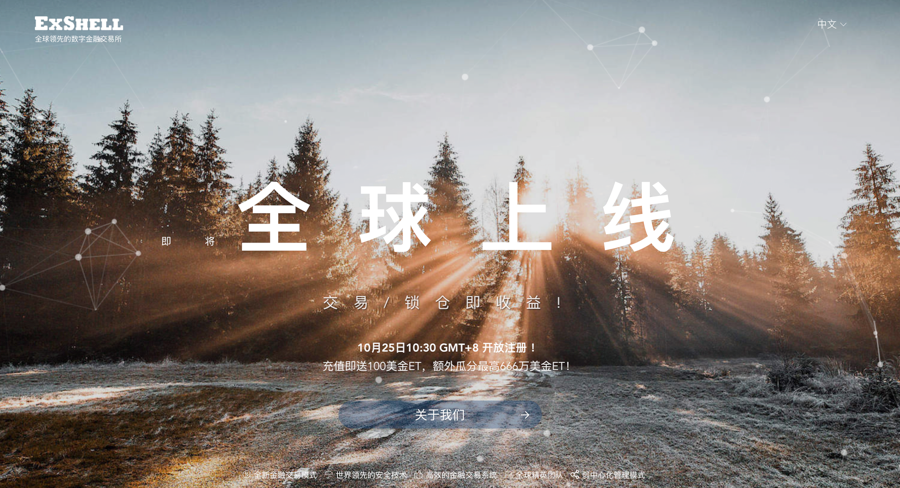 EXSHELL
全球领先的数字金融交易所
中文
即将 全球上线
交易/锁仓即收益！
10月25日10:30 GMT+8 开放注册！
充值即送100美金ET，额外瓜分最高666万美金ET!
关于我们 →
全新金融交易模式 世界领先的安全技术 高效的金融交易系统 全球精英团队 去中心化管理模式